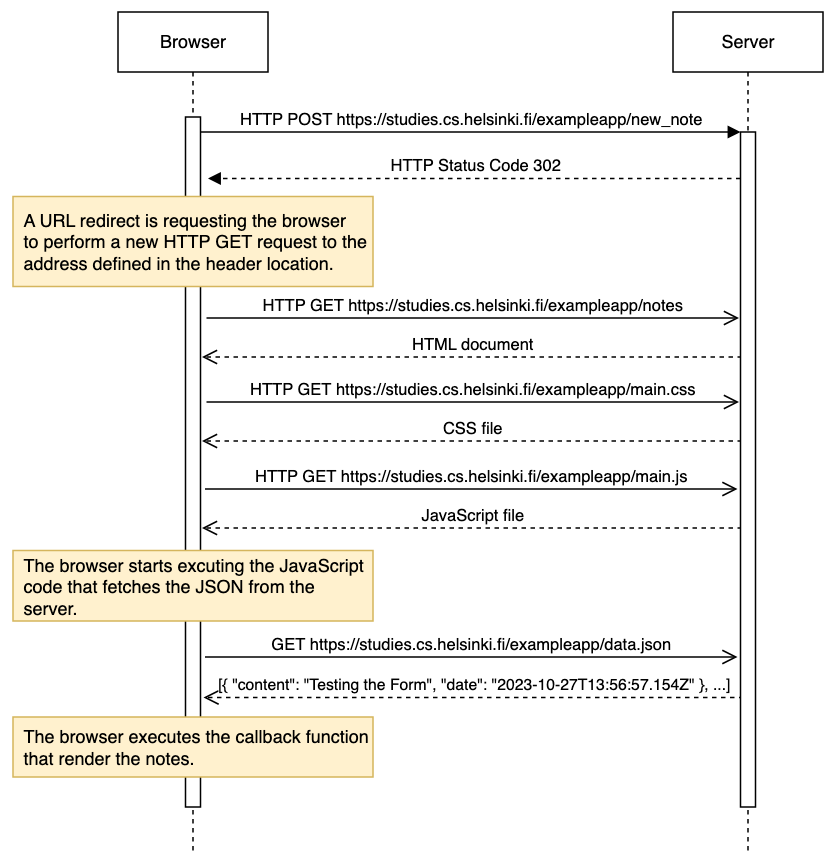 Browser
Server
HTTP POST https://studies.cs.helsinki.fi/exampleapp/new_note
HTTP Status Code 302
A URL redirect is requesting the browser
to perform a new HTTP GET request to the
address defined in the header location.
HTTP GET https://studies.cs.helsinki.fi/exampleapp/notes
HTML document
HTTP GET https://studies.cs.helsinki.fi/exampleapp/main.css
CSS file
HTTP GET https://studies.cs.helsinki.fi/exampleapp/main.js
JavaScript file
The browser starts excuting the JavaScript
code that fetches the JSON from the
server.
GET https://studies.cs.helsinki.fi/exampleapp/data.json
[{ "content": "Testing the Form", "date": "2023-10-27T13:56:57.154Z" }, ...]
The browser executes the callback function
that render the notes.